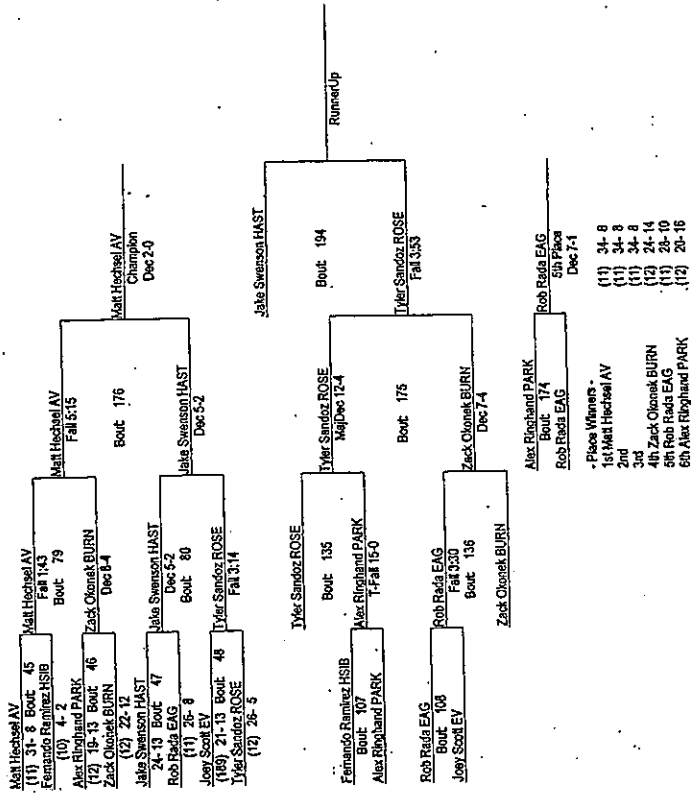 Matt Hechsel AV
(11) 31- 8 Bout: 45
Fernando Ramirez HSIB
(10) 4- 2
Alex Ringhand PARK
(12) 19- 13 Bout: 46
Zack Okonek BURN
(12) 22- 12
Jake Swenson HAST
24- 13 Bout: 47
Rob Rada EAG
(11) 26- 8
Joey Scott EV
(189) 21- 13 Bout: 48
Tyler Sandoz ROSE
(12) 26- 5
Matt Hechsel AV
Fall 1:43
Bout: 79
Zack Okonek BURN
Dec 8-4
Jake Swenson HAST
Dec 5-2
Bout: 80
Tyler Sandoz ROSE
Fall 3:14
Matt Hechsel AV
Fall 5:15
Bout: 176
Jake Swenson HAST
Dec 5-2
Matt Hechsel AV
Champion
Dec 2-0
Fernando Ramirez HSIB
Bout: 107
Alex Ringhand PARK
Rob Rada EAG
Bout: 108
Joey Scott EV
Tyler Sandoz ROSE
Bout: 135
Alex Ringhand PARK
T-Fall 15-0
Rob Rada EAG
Fall 3:30
Bout: 136
Zack Okonek BURN
Tyler Sandoz ROSE
MajDec 12-4
Bout: 175
Zack Okonek BURN
Dec 7-4
Jake Swenson HAST
Bout: 194
Tyler Sandoz ROSE
Fall 3:53
RunnerUp
Alex Ringhand PARK
Bout: 174
Rob Rada EAG
Rob Rada EAG
5th Place
Dec 7-1
- Place Winners -
1st Matt Hechsel AV (11) 34- 8
2nd (11) 34- 8
3rd (11) 34- 8
4th Zack Okonek BURN (12) 24- 14
5th Rob Rada EAG (11) 28- 10
6th Alex Ringhand PARK (12) 20- 16